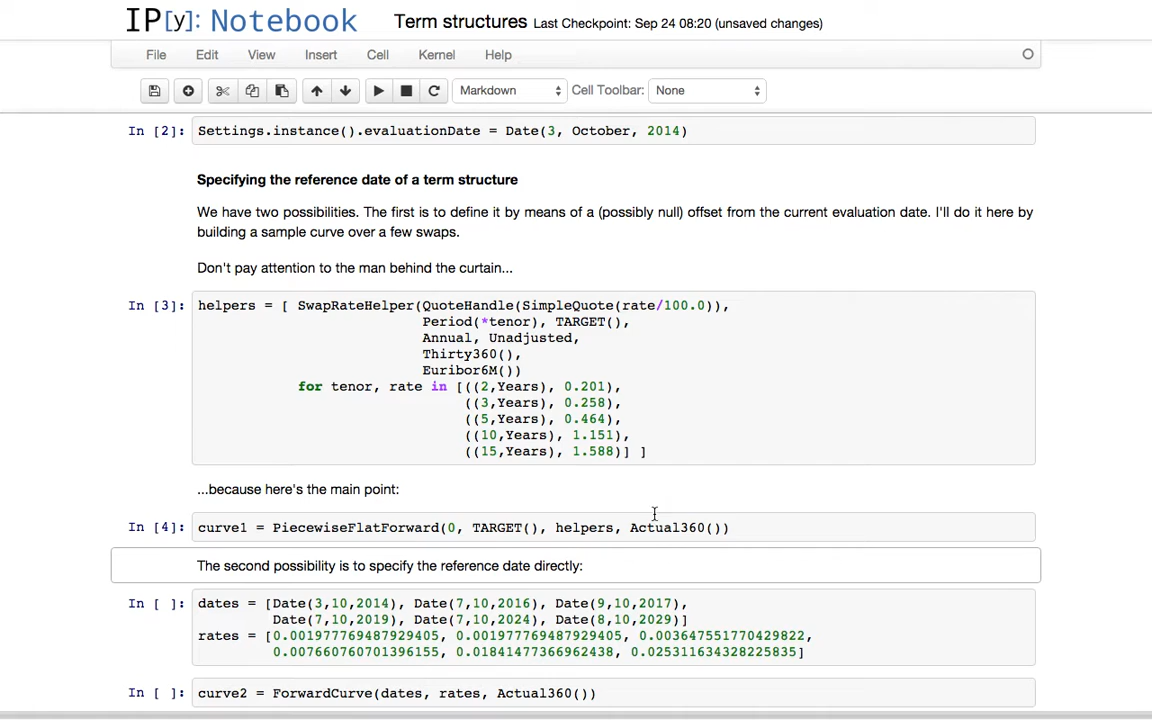 IP[y]: Notebook
Term structures Last Checkpoint: Sep 24 08:20 (unsaved changes)
File Edit View Insert Cell Kernel Help
Markdown Cell Toolbar: None
In [2]: Settings.instance().evaluationDate = Date(3, October, 2014)
Specifying the reference date of a term structure
We have two possibilities. The first is to define it by means of a (possibly null) offset from the current evaluation date. I'll do it here by
building a sample curve over a few swaps.
Don't pay attention to the man behind the curtain...
In [3]: helpers = [ SwapRateHelper(QuoteHandle(SimpleQuote(rate/100.0)),
Period(*tenor), TARGET(),
Annual, Unadjusted,
Thirty360(),
Euribor6M())
for tenor, rate in [((2,Years), 0.201),
((3,Years), 0.258),
((5,Years), 0.464),
((10,Years), 1.151),
((15,Years), 1.588)] ]
...because here's the main point:
In [4]: curve1 = PiecewiseFlatForward(0, TARGET(), helpers, Actual360())
The second possibility is to specify the reference date directly:
In [ ]: dates = [Date(3,10,2014), Date(7,10,2016), Date(9,10,2017),
Date(7,10,2019), Date(7,10,2024), Date(8,10,2029)]
rates = [0.001977769487929405, 0.001977769487929405, 0.003647551770429822,
0.007660760701396155, 0.01841477366962438, 0.025311634328225835]
In [ ]: curve2 = ForwardCurve(dates, rates, Actual360())